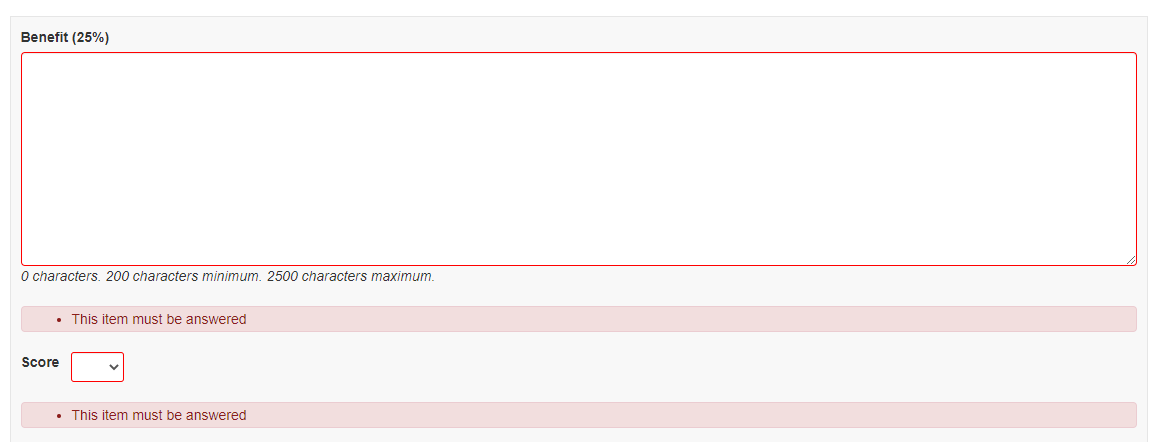 Benefit (25%)
0 characters. 200 characters minimum. 2500 characters maximum.
This item must be answered
Score
This item must be answered